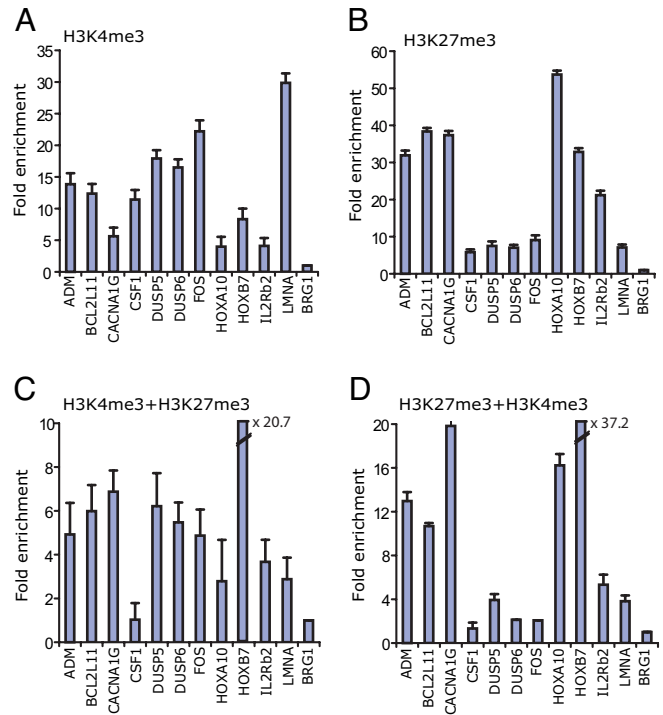 A
H3K4me3
Fold enrichment
35
30
25
20
15
10
5
0
ADM
BCL2L11
CACNA1G
CSF1
DUSP5
DUSP6
FOS
HOXA10
HOXB7
IL2Rb2
LMNA
BRG1
B
H3K27me3
Fold enrichment
60
50
40
30
20
10
0
ADM
BCL2L11
CACNA1G
CSF1
DUSP5
DUSP6
FOS
HOXA10
HOXB7
IL2Rb2
LMNA
BRG1
C
H3K4me3+H3K27me3
x 20.7
Fold enrichment
10
8
6
4
2
0
ADM
BCL2L11
CACNA1G
CSF1
DUSP5
DUSP6
FOS
HOXA10
HOXB7
IL2Rb2
LMNA
BRG1
D
H3K27me3+H3K4me3
x 37.2
Fold enrichment
20
16
12
8
4
0
ADM
BCL2L11
CACNA1G
CSF1
DUSP5
DUSP6
FOS
HOXA10
HOXB7
IL2Rb2
LMNA
BRG1